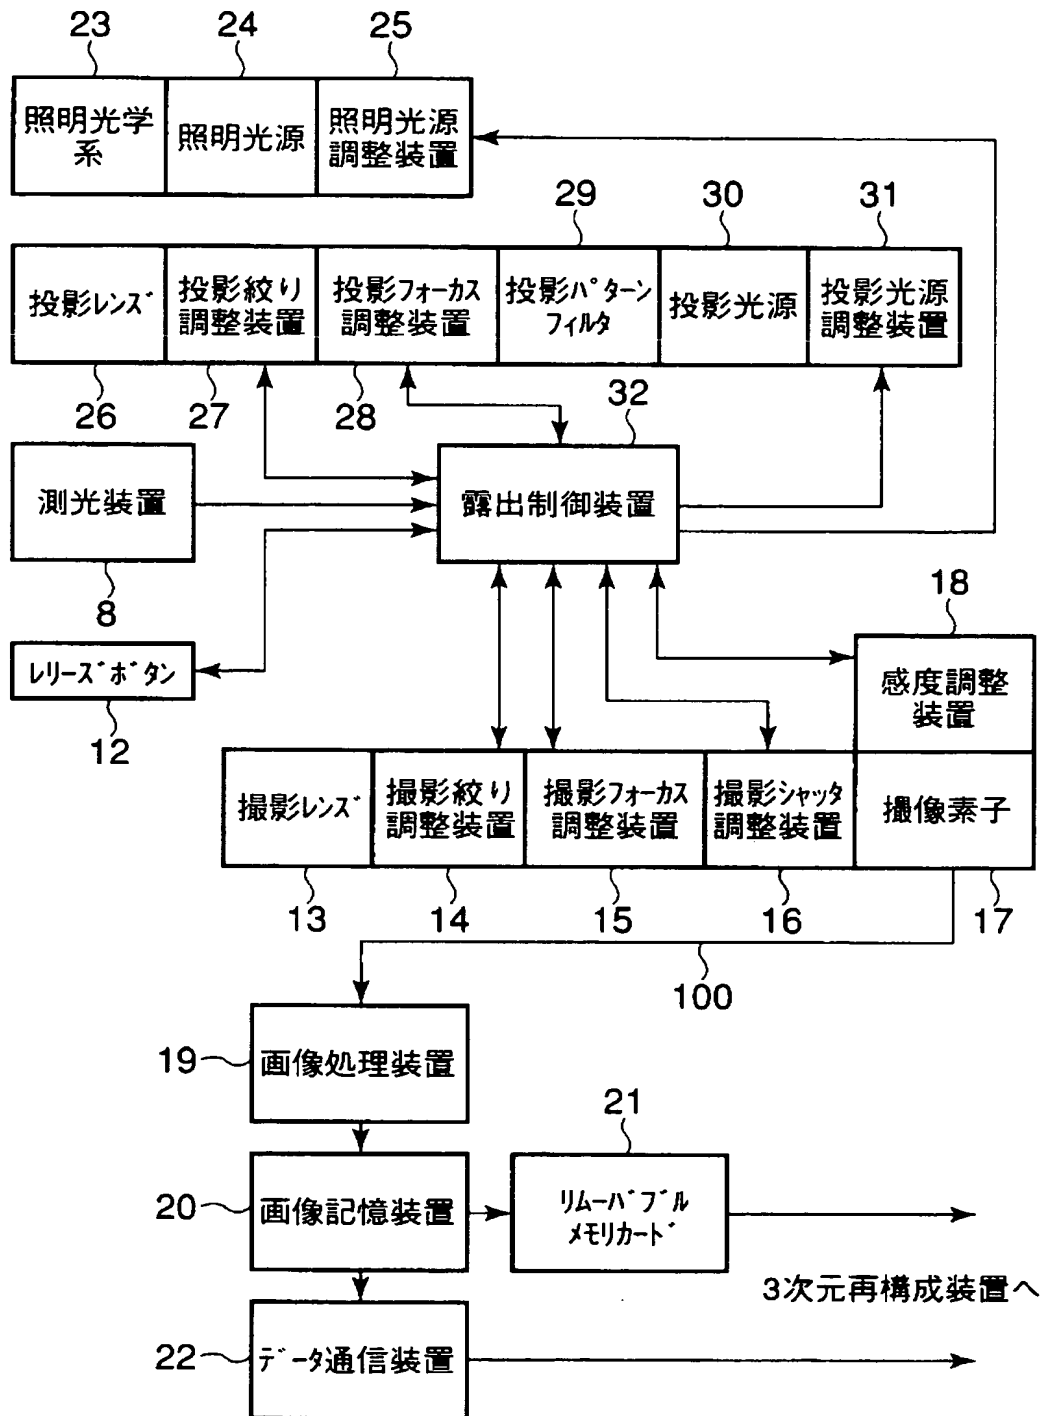 23 24 25
照明光学系
照明光源
照明光源調整装置
29 30 31
投影レンズ
投影絞り調整装置
投影フォーカス調整装置
投影パターンフィルタ
投影光源
投影光源調整装置
26 27 28 32
測光装置
露出制御装置
8
18
レリーズボタン
感度調整装置
12
撮影レンズ
撮影絞り調整装置
撮影フォーカス調整装置
撮影シャッタ調整装置
撮像素子
13 14 15 16 17
100
19 画像処理装置
21
20 画像記憶装置
リムーバブル
メモリカード
3次元再構成装置へ
22 データ通信装置